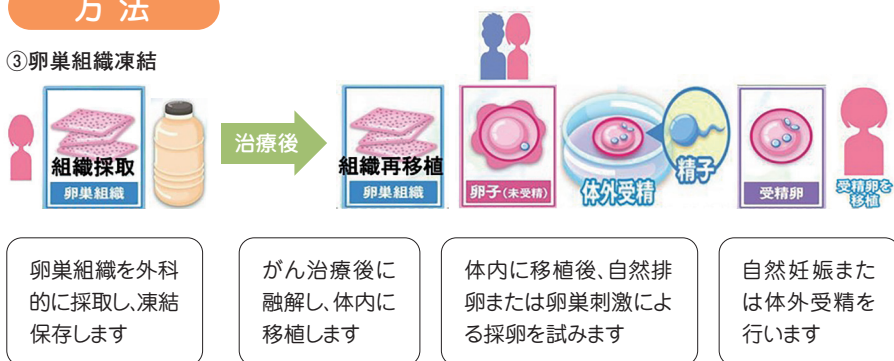 方法
③卵巣組織凍結
組織採取
卵巣組織
治療後
組織再移植
卵巣組織
卵子(未受精)
体外受精
精子
受精卵
受精卵を
移植
卵巣組織を外科
的に採取し、凍結
保存します
がん治療後に
融解し、体内に
移植します
体内に移植後、自然排
卵または卵巣刺激によ
る採卵を試みます
自然妊娠また
は体外受精を
行います